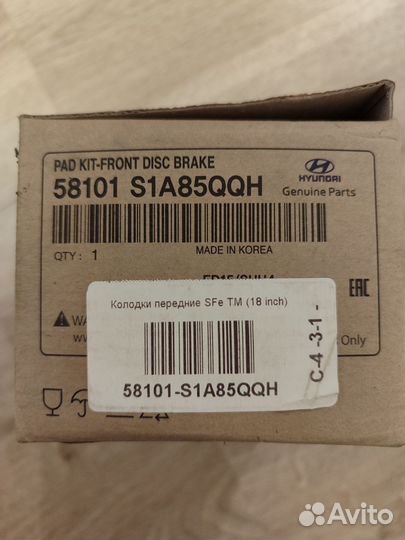 PAD KIT-FRONT DISC BRAKE
58101 S1A85QQH
HYUNDAI
Genuine Parts
QTY : 1
MADE IN KOREA
EAC
Колодки передние SFe TM (18 inch)
58101-S1A85QQH
C-4 -3-1 -
Only
Avito